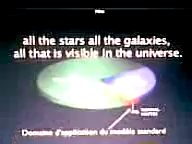 all the stars all the galaxies,
all that is visible in the universe.
Domaine d'application du modèle standard